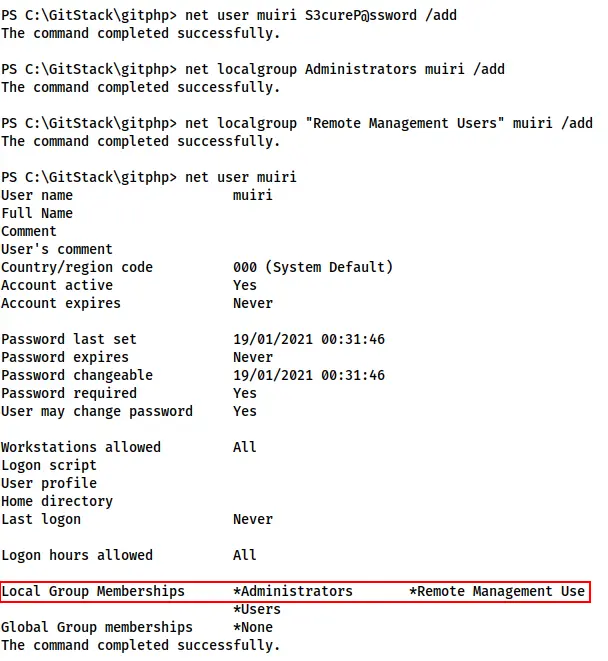 PS C:\GitStack\gitphp> net user muiri S3cureP@ssword /add
The command completed successfully.
PS C:\GitStack\gitphp> net localgroup Administrators muiri /add
The command completed successfully.
PS C:\GitStack\gitphp> net localgroup "Remote Management Users" muiri /add
The command completed successfully.
PS C:\GitStack\gitphp> net user muiri
User name muiri
Full Name
Comment
User's comment
Country/region code 000 (System Default)
Account active Yes
Account expires Never
Password last set 19/01/2021 00:31:46
Password expires Never
Password changeable 19/01/2021 00:31:46
Password required Yes
User may change password Yes
Workstations allowed All
Logon script
User profile
Home directory
Last logon Never
Logon hours allowed All
Local Group Memberships *Administrators *Remote Management Use
*Users
Global Group memberships *None
The command completed successfully.